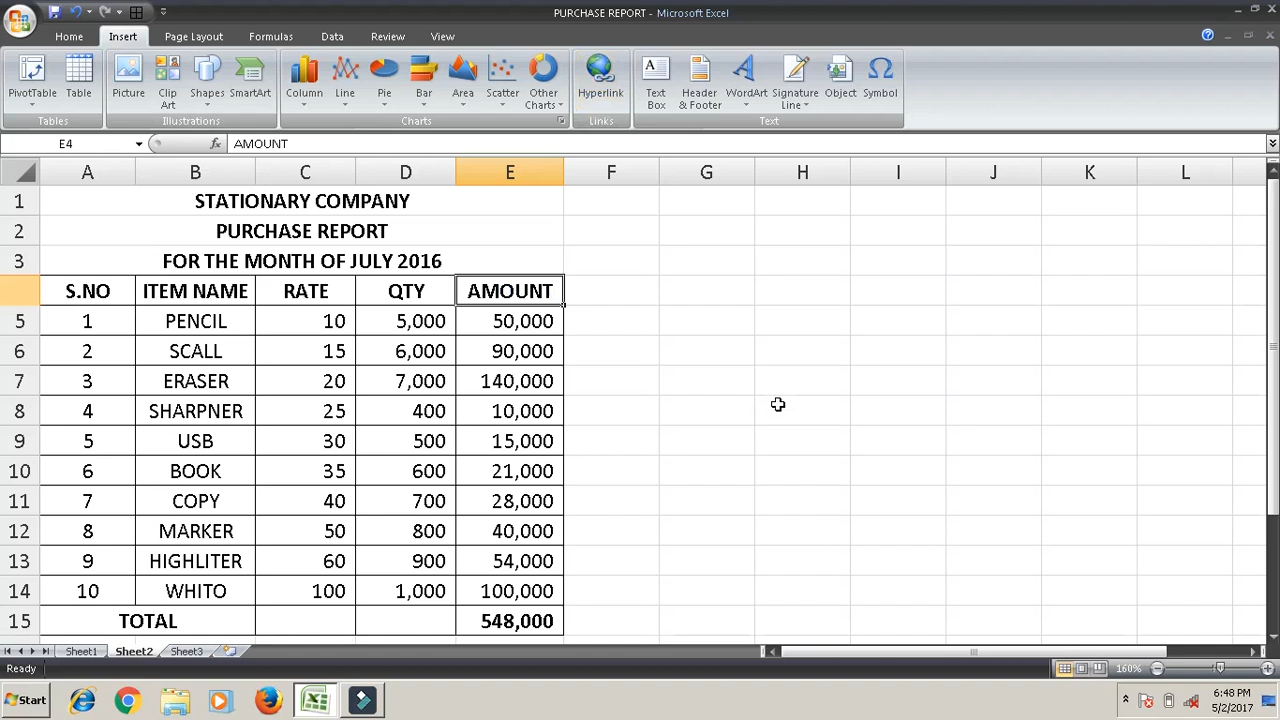 PURCHASE REPORT - Microsoft Excel
Home Insert Page Layout Formulas Data Review View
PivotTable Table Picture Clip Art Shapes SmartArt Column Line Pie Bar Area Scatter Other Charts Hyperlink Text Box Header & Footer WordArt Signature Line Object Symbol
Tables Illustrations Charts Links Text
E4 fx AMOUNT
A B C D E F G H I J K L
1 STATIONARY COMPANY
2 PURCHASE REPORT
3 FOR THE MONTH OF JULY 2016
S.NO ITEM NAME RATE QTY AMOUNT
5 1 PENCIL 10 5,000 50,000
6 2 SCALL 15 6,000 90,000
7 3 ERASER 20 7,000 140,000
8 4 SHARPNER 25 400 10,000
9 5 USB 30 500 15,000
10 6 BOOK 35 600 21,000
11 7 COPY 40 700 28,000
12 8 MARKER 50 800 40,000
13 9 HIGHLITER 60 900 54,000
14 10 WHITO 100 1,000 100,000
15 TOTAL 548,000
Sheet1 Sheet2 Sheet3
Ready 160%
Start 6:48 PM
5/2/2017